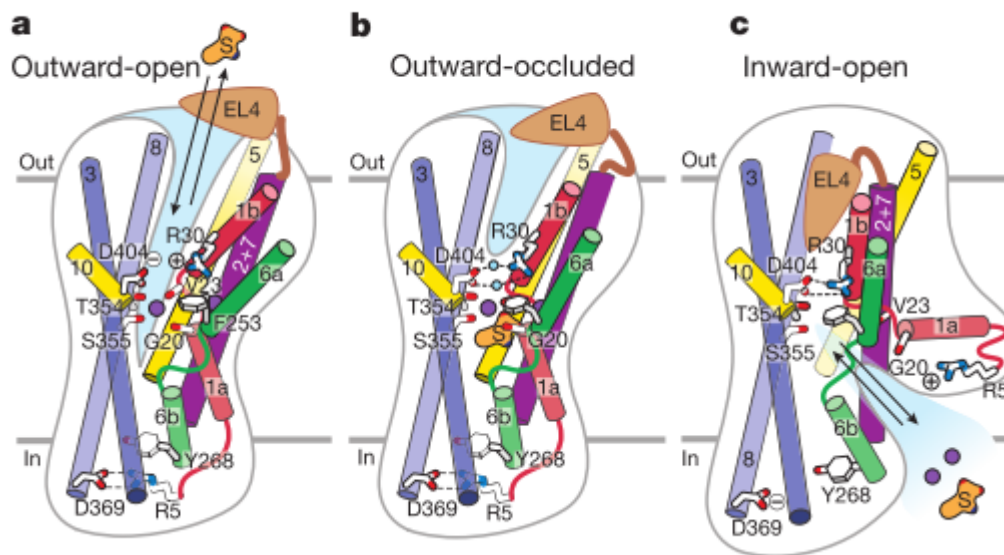 a
Outward-open
S
EL4
Out
8
3
5
1b
2+7
R30
D404
⊖
⊕
10
V23
6a
T354
F253
S355
G20
1a
6b
In
Y268
D369
R5
b
Outward-occluded
EL4
8
3
5
1b
2+7
R30
D404
10
6a
T354
S355
S
G20
1a
6b
Y268
D369
R5
c
Inward-open
Out
3
5
EL4
1b
2+7
R30
D404
6a
10
T354
V23
1a
S355
G20
⊕
R5
6b
In
8
Y268
S
D369
⊖